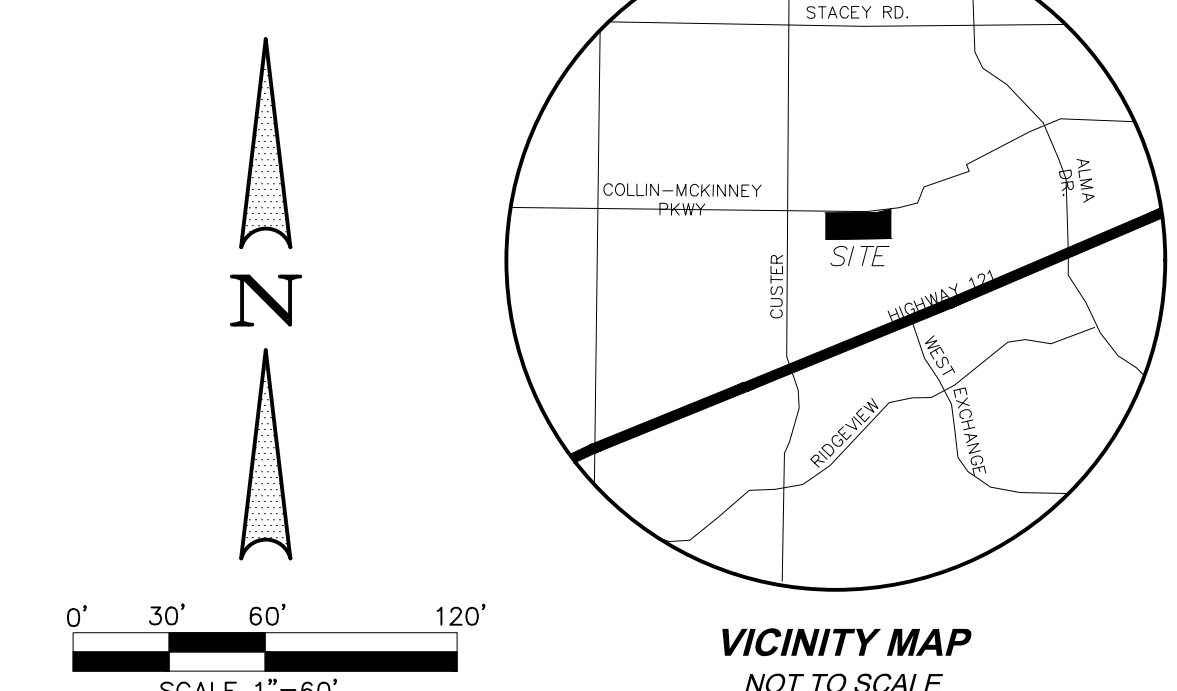 STACEY RD.
ALMA
DR.
COLLIN-MCKINNEY
PKWY
SITE
CUSTER
HIGHWAY 121
N
WEST EXCHANGE
RIDGEVIEW
0' 30' 60' 120'
SCALE 1"=60'
VICINITY MAP
NOT TO SCALE